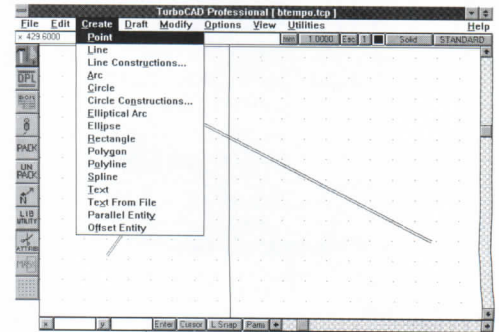 TurboCAD Professional [ btempo.tcp ]
File Edit Create Draft Modify Options View Utilities Help
x 429.6000 mm 1.0000 Esc 1 Solid STANDARD
Point
Line
Line Constructions...
Arc
Circle
Circle Constructions...
Elliptical Arc
Ellipse
Rectangle
Polygon
Polyline
Spline
Text
Text From File
Parallel Entity
Offset Entity
DPL
PACK
UN
PACK
N
LIB
UTILITY
x y Enter Cursor L Snap Pans